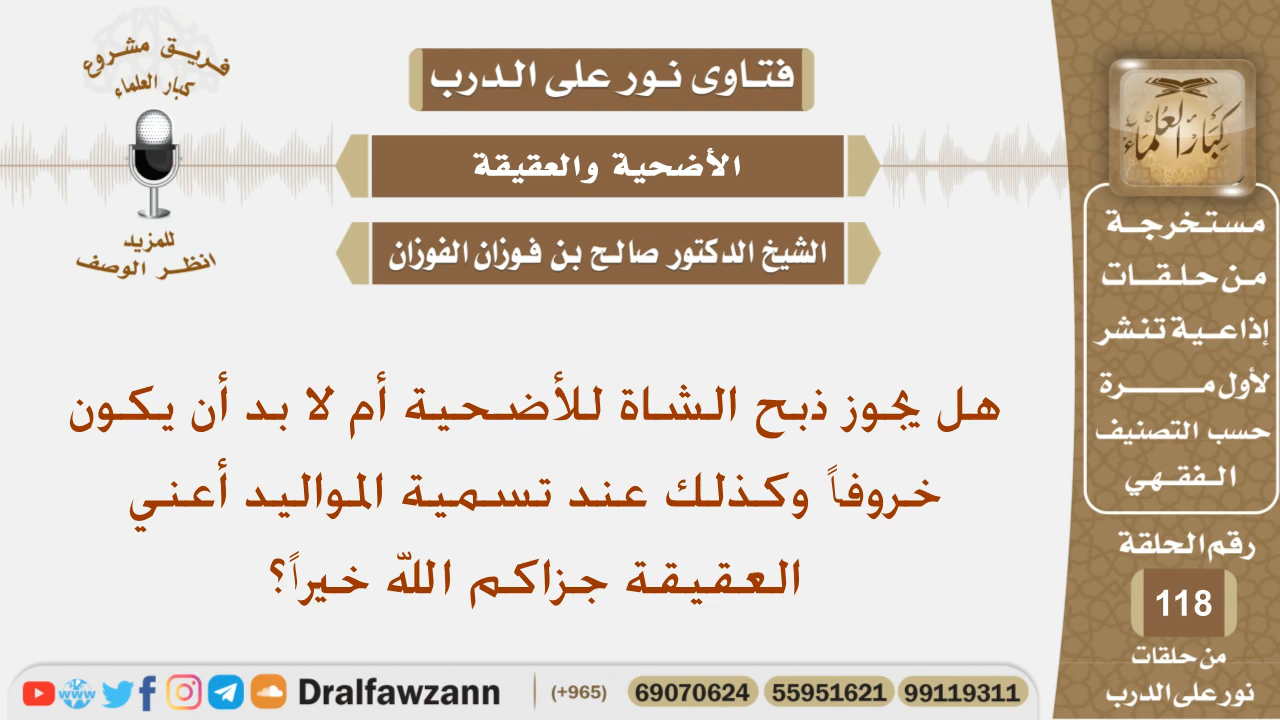 فريق مشروع
كبار العلماء
للمزيد
انظر الوصف
فتاوى نور على الدرب
الأضحية والعقيقة
الشيخ الدكتور صالح بن فوزان الفوزان
هل يجوز ذبح الشاة للأضحية أم لا بد أن يكون
خروفاً وكذلك عند تسمية المواليد أعني
العقيقة جزاكم الله خيراً؟
كبار العلماء
مستخرجة
من حلقات
إذاعية تنشر
لأول مرة
حسب التصنيف
الفقهي
رقم الحلقة
118
من حلقات
نور على الدرب
www Dralfawzann (+965) 69070624 55951621 99119311